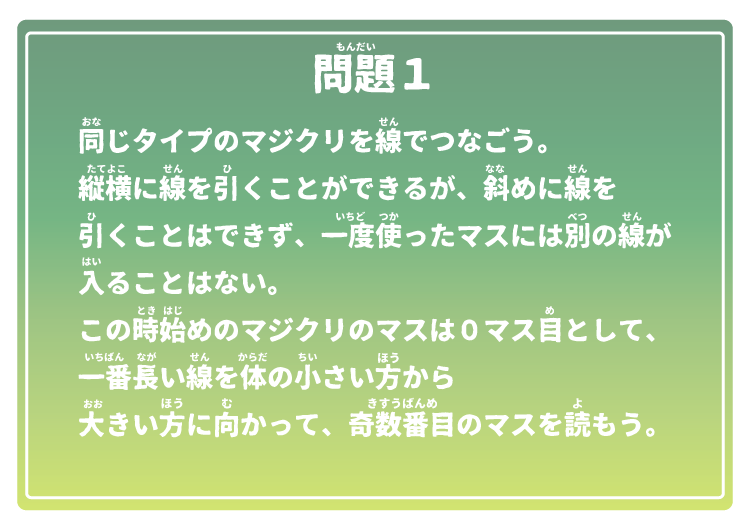 問題１
同じタイプのマジクリを線でつなごう。
縦横に線を引くことができるが、斜めに線を
引くことはできず、一度使ったマスには別の線が
入ることはない。
この時始めのマジクリのマスは０マス目として、
一番長い線を体の小さい方から
大きい方に向かって、奇数番目のマスを読もう。